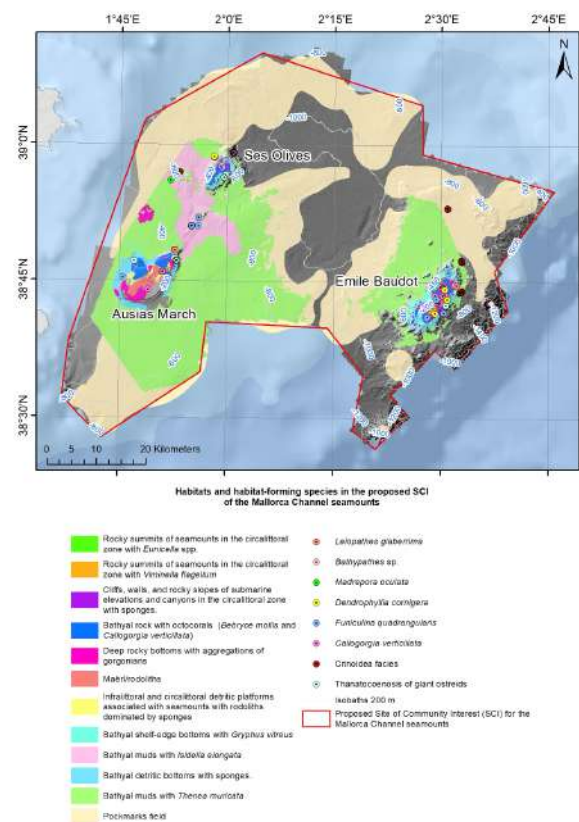 1°45'E 2°0'E 2°15'E 2°30'E 2°45'E
N
39°0'N
38°45'N
38°30'N
-1000
Ses Olives
Emile Baudot
Ausias March
0 5 10 20 Kilometers
Habitats and habitat-forming species in the proposed SCI
of the Mallorca Channel seamounts
Rocky summits of seamounts in the circalittoral
zone with Eunicella spp.
Rocky summits of seamounts in the circalittoral
zone with Viminella flagellum
Cliffs, walls, and rocky slopes of submarine
elevations and canyons in the circalittoral zone
with sponges.
Bathyal rock with octocorals (Bebryce mollis and
Callogorgia verticillata)
Deep rocky bottoms with aggregations of
gorgonians
Maërl/rodoliths
Infralittoral and circalittoral detritic platforms
associated with seamounts with rodoliths
dominated by sponges
Bathyal shelf-edge bottoms with Gryphus vitreus
Bathyal muds with Isidella elongata
Bathyal detritic bottoms with sponges.
Bathyal muds with Thenea muricata
Pockmarks field
Leiopathes glaberrima
Bathypathes sp.
Madrepora oculata
Dendrophyllia cornigera
Funiculina quadrangularis
Callogorgia verticillata
Crinoidea facies
Thanatocoenosis of giant ostreids
Isobaths 200 m
Proposed Site of Community Interest (SCI) for the
Mallorca Channel seamounts